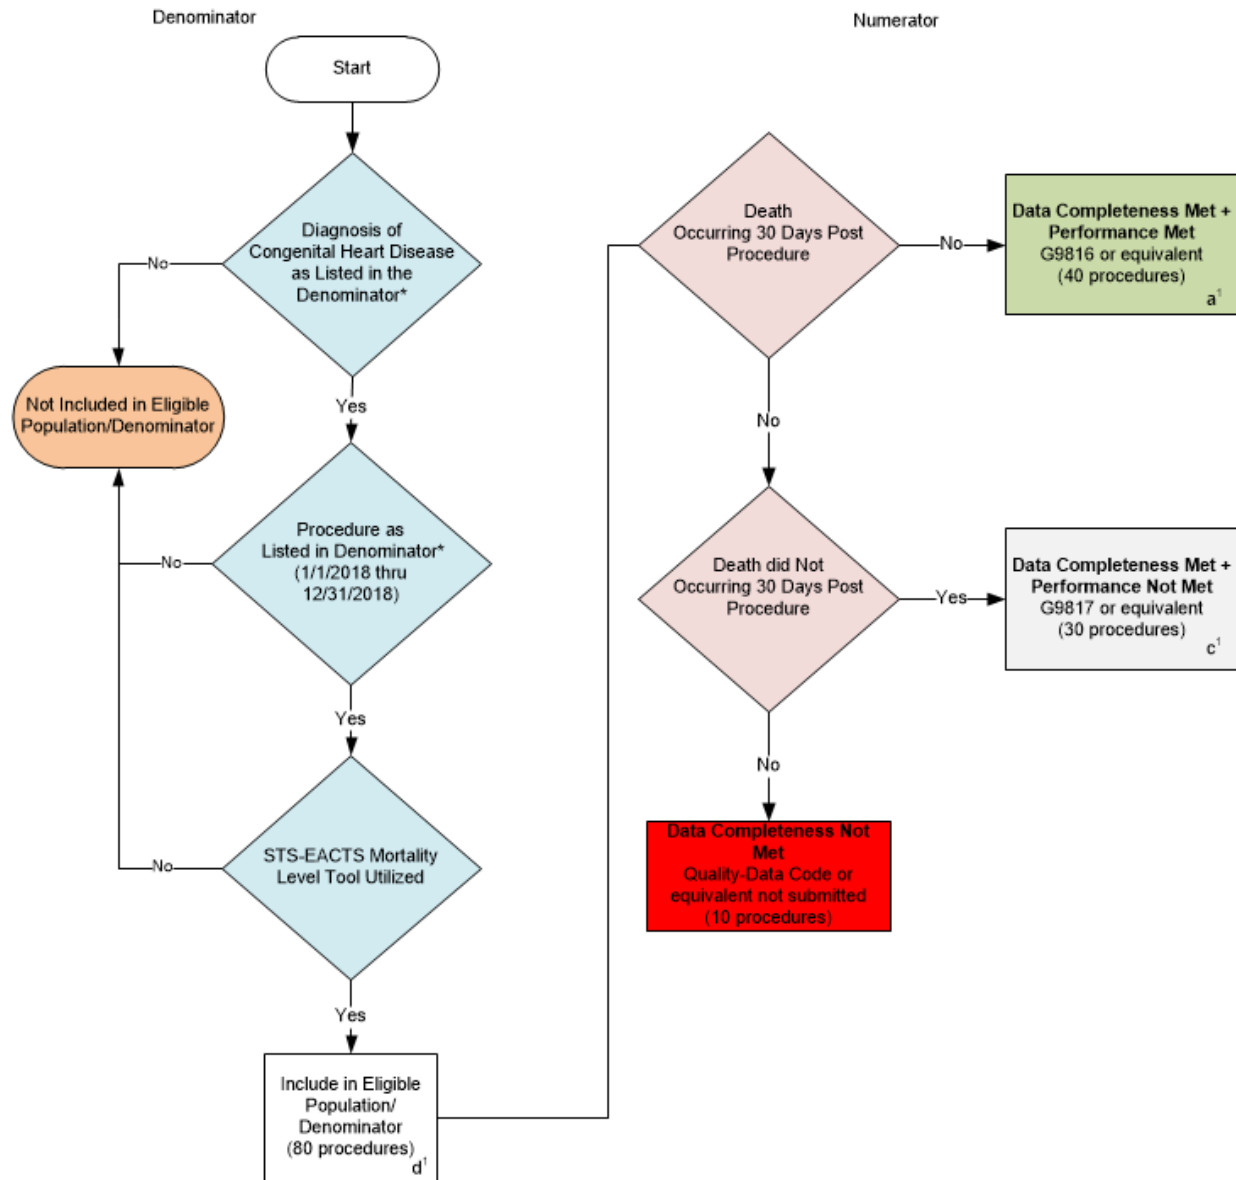 Denominator
Numerator
Start
Diagnosis of
Congenital Heart Disease
as Listed in the
Denominator*
No
Yes
Not Included in Eligible
Population/Denominator
Procedure as
Listed in Denominator*
(1/1/2018 thru
12/31/2018)
No
Yes
STS-EACTS Mortality
Level Tool Utilized
No
Yes
Include in Eligible
Population/
Denominator
(80 procedures)
d¹
Death
Occurring 30 Days Post
Procedure
No
Data Completeness Met +
Performance Met
G9816 or equivalent
(40 procedures)
a¹
No
Death did Not
Occurring 30 Days Post
Procedure
Yes
Data Completeness Met +
Performance Not Met
G9817 or equivalent
(30 procedures)
c¹
No
Data Completeness Not
Met
Quality-Data Code or
equivalent not submitted
(10 procedures)